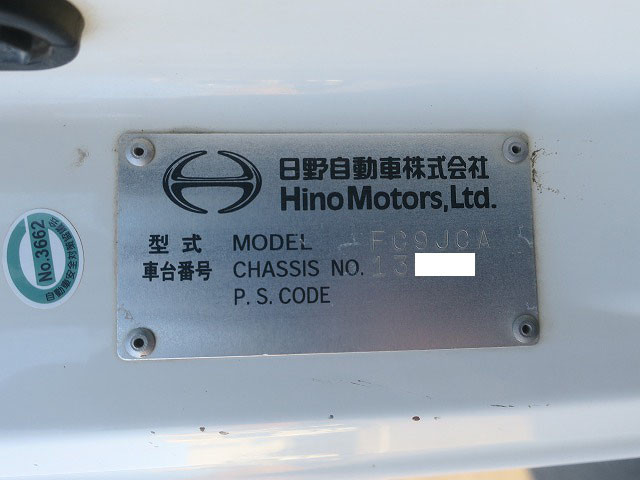 日野自動車株式会社
Hino Motors, Ltd.
型式 MODEL FC9JCA
車台番号 CHASSIS NO. 13
P.S. CODE
No.3662